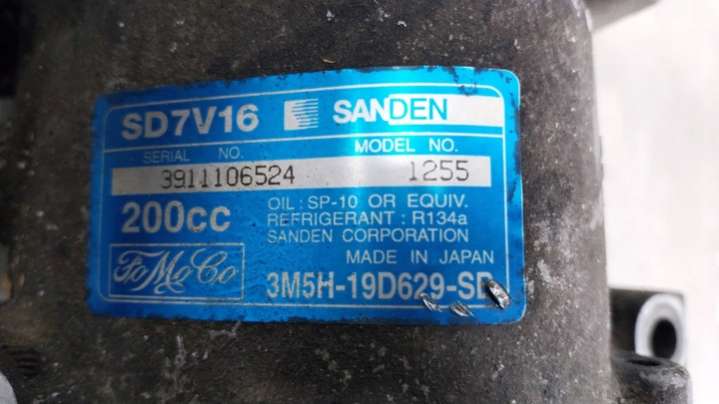 SD7V16 SANDEN
SERIAL NO. MODEL NO.
3911106524 1255
200cc OIL : SP-10 OR EQUIV.
REFRIGERANT : R134a
SANDEN CORPORATION
MADE IN JAPAN
FoMoCo 3M5H-19D629-